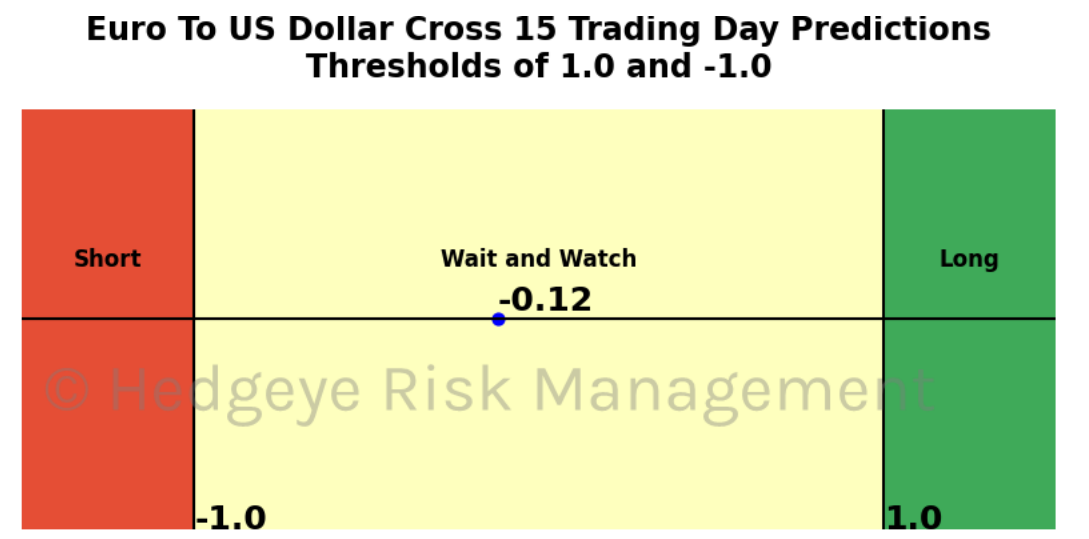 Euro To US Dollar Cross 15 Trading Day Predictions
Thresholds of 1.0 and -1.0
Short
Wait and Watch
Long
-0.12
© Hedgeye Risk Management
-1.0
1.0